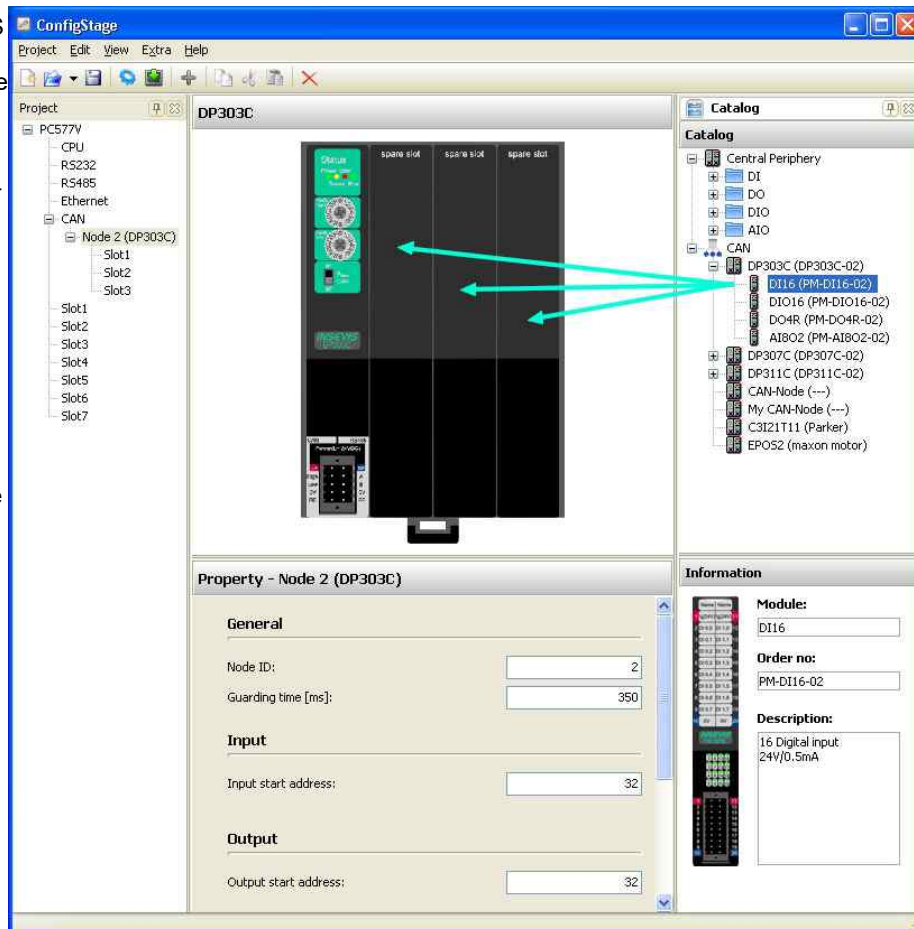 ConfigStage
Project Edit View Extra Help
Project
PC577V
CPU
RS232
RS485
Ethernet
CAN
Node 2 (DP303C)
Slot1
Slot2
Slot3
Slot1
Slot2
Slot3
Slot4
Slot5
Slot6
Slot7
DP303C
Status
spare slot spare slot spare slot
INSEVIS
Property - Node 2 (DP303C)
General
Node ID: 2
Guarding time [ms]: 350
Input
Input start address: 32
Output
Output start address: 32
Catalog
Catalog
Central Periphery
DI
DO
DIO
AIO
CAN
DP303C (DP303C-02)
DI16 (PM-DI16-02)
DIO16 (PM-DIO16-02)
DO4R (PM-DO4R-02)
AI8O2 (PM-AI8O2-02)
DP307C (DP307C-02)
DP311C (DP311C-02)
CAN-Node (---)
My CAN-Node (---)
C3I21T11 (Parker)
EPOS2 (maxon motor)
Information
Module:
DI16
Order no:
PM-DI16-02
Description:
16 Digital input
24V/0.5mA